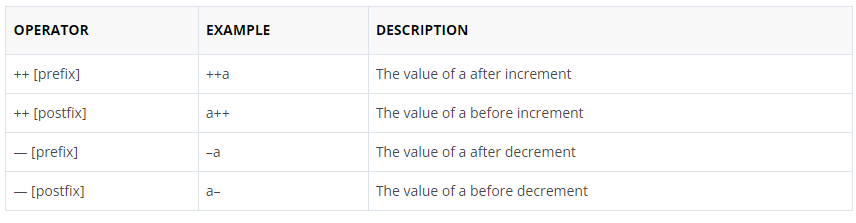 OPERATOR EXAMPLE DESCRIPTION
++ [prefix] ++a The value of a after increment
++ [postfix] a++ The value of a before increment
— [prefix] –a The value of a after decrement
— [postfix] a– The value of a before decrement